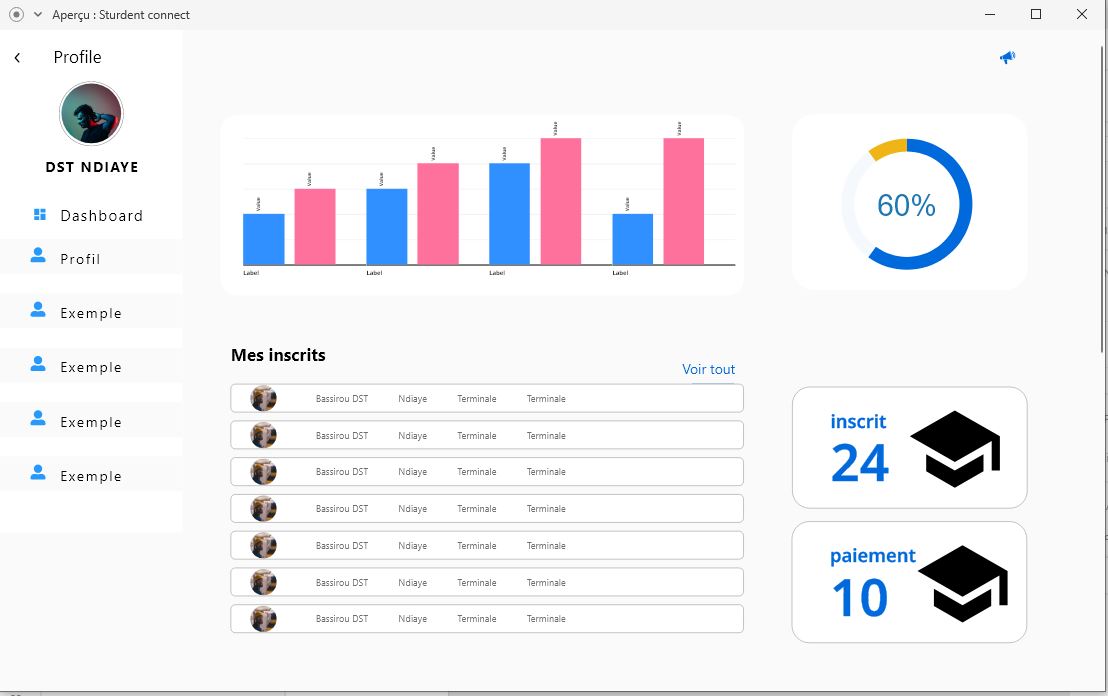 Aperçu : Sturdent connect
Profile
DST NDIAYE
Dashboard
Profil
Exemple
Exemple
Exemple
Exemple
Value Value Value Value Value Value Value Value
Label Label Label Label
60%
Mes inscrits
Voir tout
Bassirou DST Ndiaye Terminale Terminale
Bassirou DST Ndiaye Terminale Terminale
Bassirou DST Ndiaye Terminale Terminale
Bassirou DST Ndiaye Terminale Terminale
Bassirou DST Ndiaye Terminale Terminale
Bassirou DST Ndiaye Terminale Terminale
Bassirou DST Ndiaye Terminale Terminale
inscrit
24
paiement
10